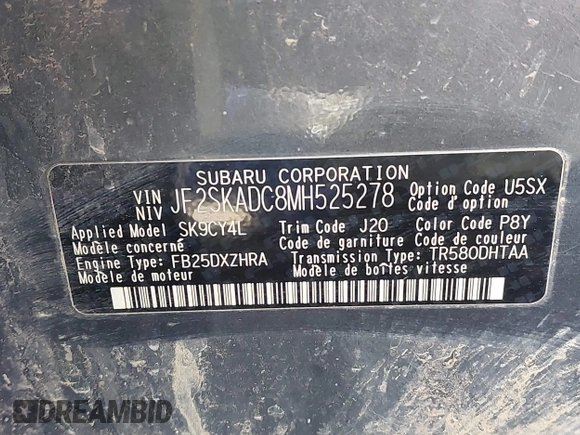 SUBARU CORPORATION
VIN NIV JF2SKADC8MH525278 Option Code U5SX
Code d'option
Applied Model SK9CY4L Trim Code J20 Color Code P8Y
Modèle concerné Code de garniture Code de couleur
Engine Type: FB25DXZHRA Transmission Type: TR580DHTAA
Modèle de moteur Modèle de boîtes vitesse
DREAMBID